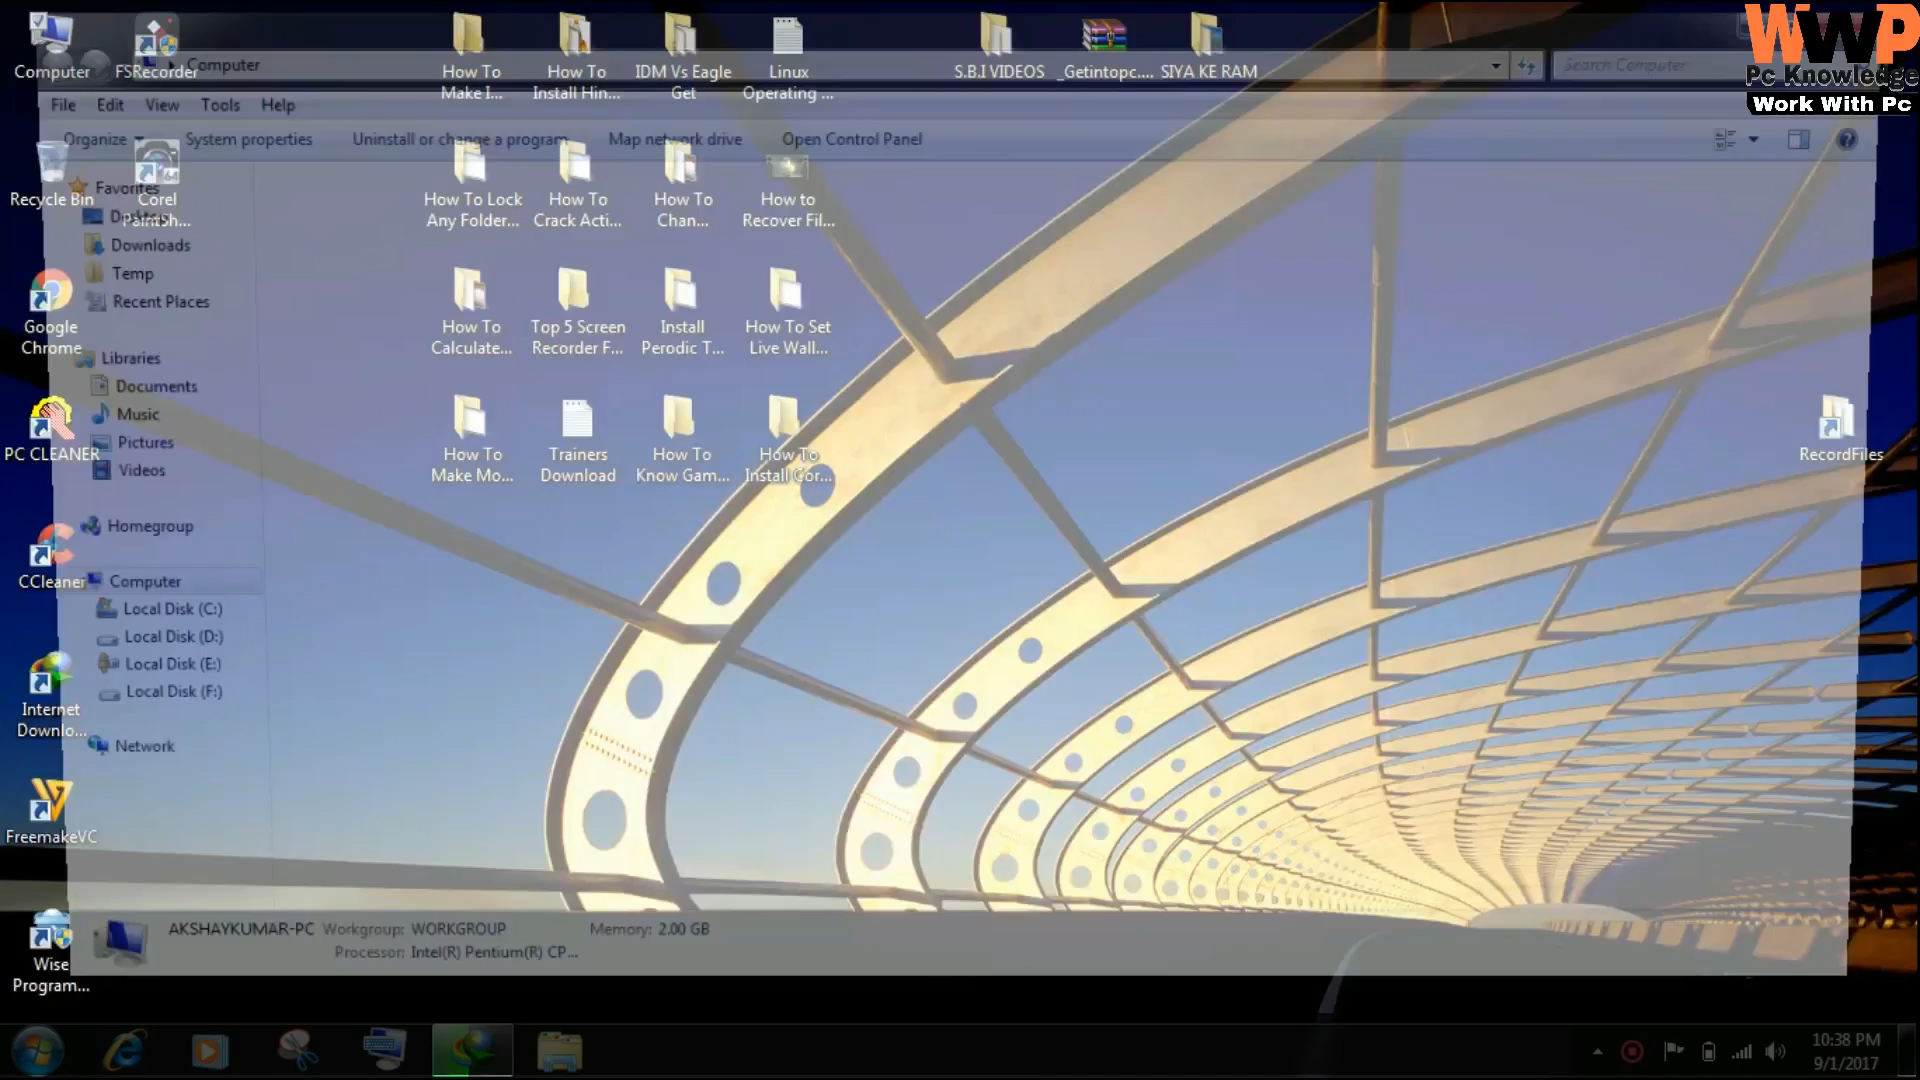 Computer
FSRecorder
How To
Make I...
How To
Install Hin...
IDM Vs Eagle
Get
Linux
Operating ...
S.B.I VIDEOS
_Getintopc....
SIYA KE RAM
WWP
Pc Knowledge
Work With Pc
Computer
Search Computer
File Edit View Tools Help
Organize System properties Uninstall or change a program Map network drive Open Control Panel
Recycle Bin
Corel
PaintSh...
How To Lock
Any Folder...
How To
Crack Acti...
How To
Chan...
How to
Recover Fil...
Favorites
Desktop
Downloads
Temp
Recent Places
Google
Chrome
How To
Calculate...
Top 5 Screen
Recorder F...
Install
Perodic T...
How To Set
Live Wall...
Libraries
Documents
Music
Pictures
Videos
PC CLEANER
How To
Make Mo...
Trainers
Download
How To
Know Gam...
How To
Install Cor...
RecordFiles
Homegroup
CCleaner
Computer
Local Disk (C:)
Local Disk (D:)
Local Disk (E:)
Local Disk (F:)
Internet
Downlo...
Network
FreemakeVC
Wise
Program...
AKSHAYKUMAR-PC Workgroup: WORKGROUP Memory: 2.00 GB
Processor: Intel(R) Pentium(R) CP...
10:38 PM
9/1/2017